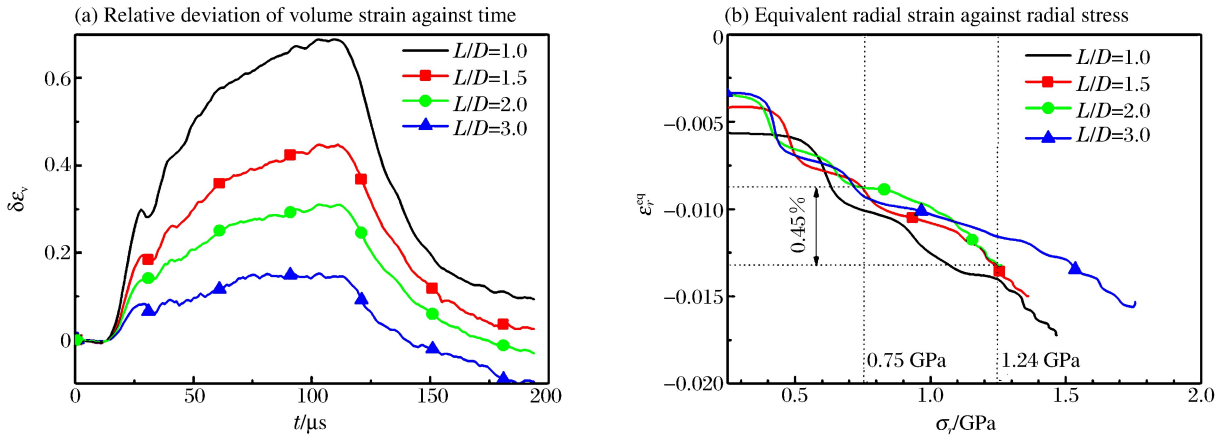 (a) Relative deviation of volume strain against time
0.6
0.4
0.2
0
δεᵥ
L/D=1.0
L/D=1.5
L/D=2.0
L/D=3.0
0
50
100
150
200
t/μs
(b) Equivalent radial strain against radial stress
0
−0.005
−0.010
−0.015
−0.020
εᵣᵉq
L/D=1.0
L/D=1.5
L/D=2.0
L/D=3.0
0.45%
0.75 GPa
1.24 GPa
0.5
1.0
1.5
2.0
σᵣ/GPa